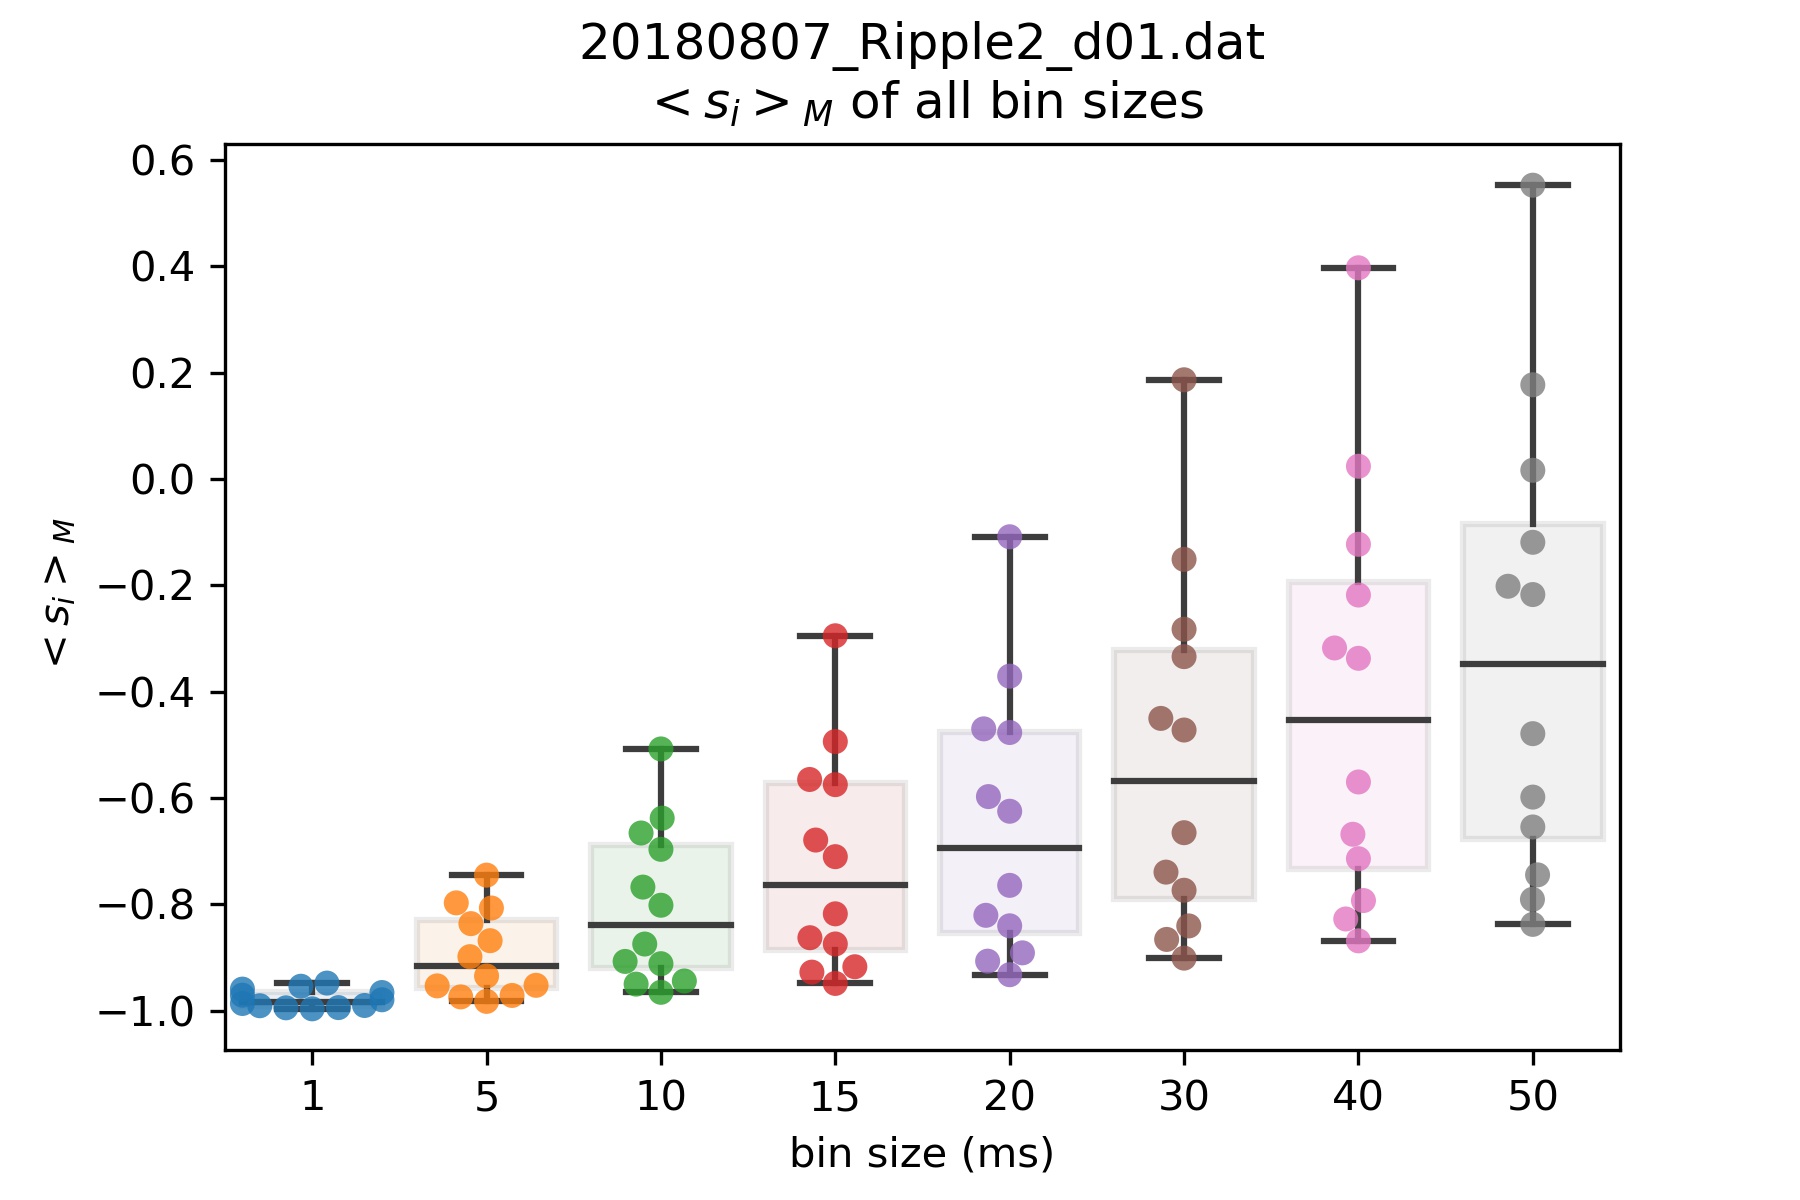 20180807_Ripple2_d01.dat
<s_i>_M of all bin sizes
0.6
0.4
0.2
0.0
−0.2
−0.4
−0.6
−0.8
−1.0
<s_i>_M
1 5 10 15 20 30 40 50
bin size (ms)